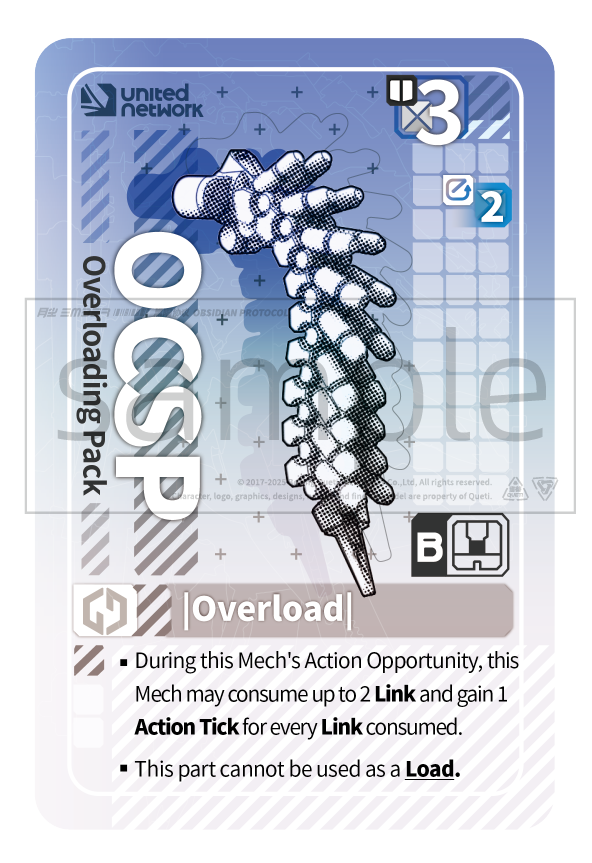 UNITED
NETWORK
3
2
OCSP
Overloading Pack
OBSIDIAN PROTOCOL
sample
B
|Overload|
▪ During this Mech's Action Opportunity, this
Mech may consume up to 2 Link and gain 1
Action Tick for every Link consumed.
▪ This part cannot be used as a Load.